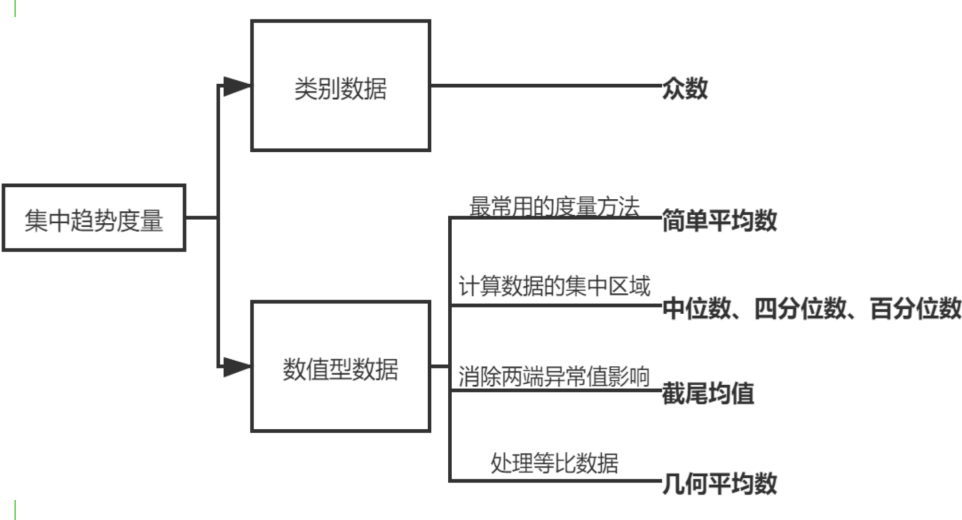 类别数据
众数
集中趋势度量
最常用的度量方法
简单平均数
计算数据的集中区域
中位数、四分位数、百分位数
数值型数据
消除两端异常值影响
截尾均值
处理等比数据
几何平均数